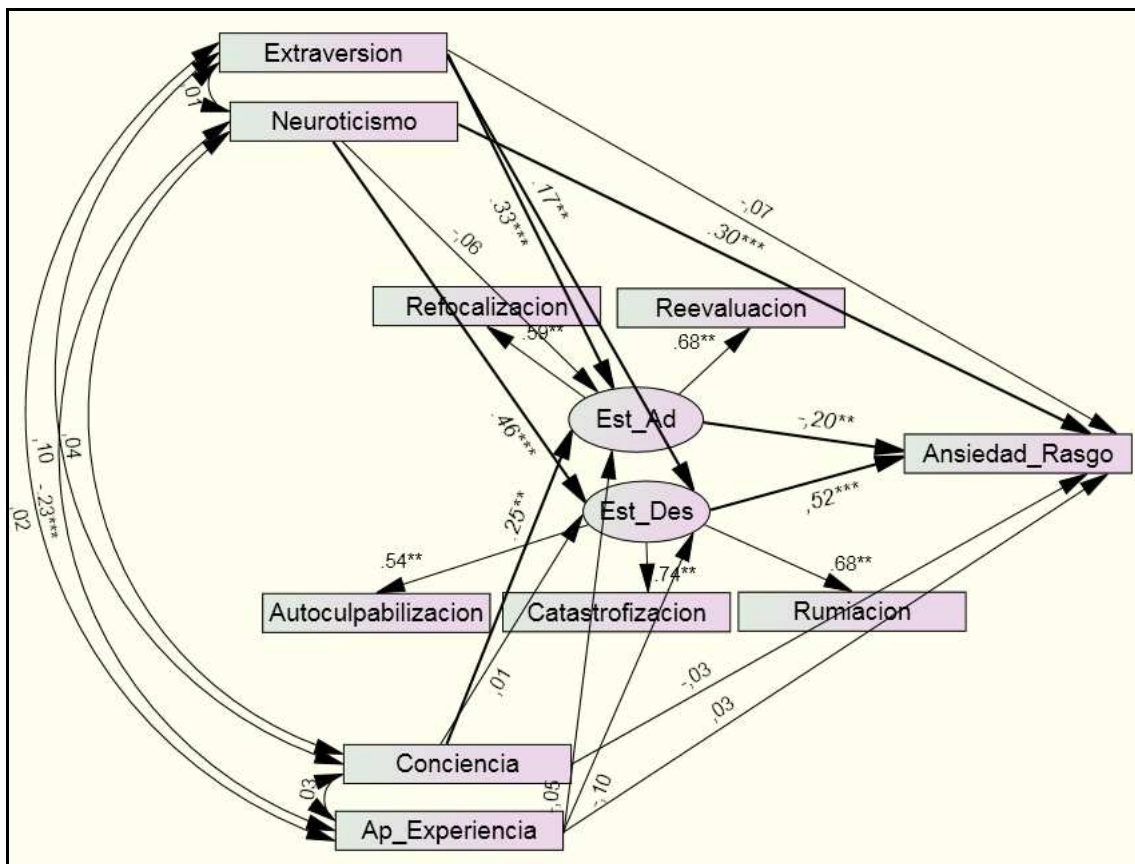 Extraversion
,01
Neuroticismo
-,07
.17**
.33***
.30***
-,06
Refocalizacion
Reevaluacion
.59**
.68**
Est_Ad
-,20**
.46***
Ansiedad_Rasgo
,04
,10
-.23***
,02
Est_Des
,52***
.25**
.54**
.74**
.68**
Autoculpabilizacion
Catastrofizacion
Rumiacion
,01
-,03
,03
Conciencia
-,05
-,10
Ap_Experiencia